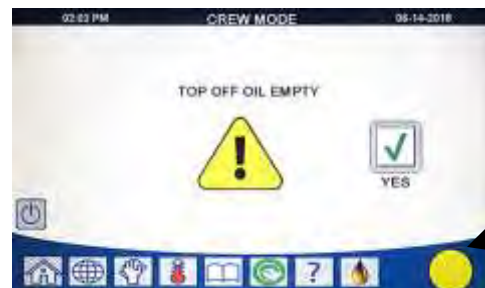 02:03 PM CREW MODE 06-14-2018
TOP OFF OIL EMPTY
YES
?